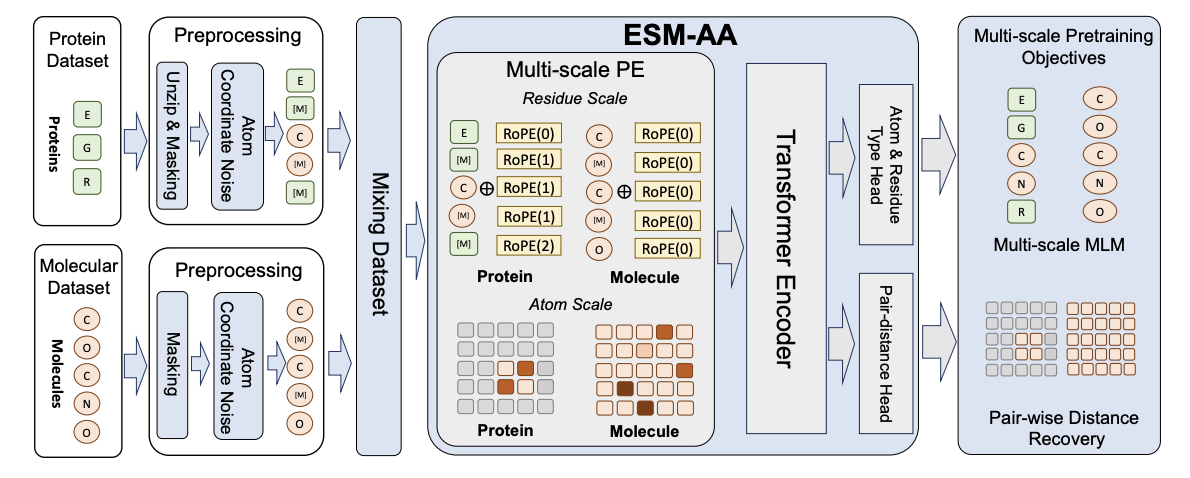 Protein
Dataset
Proteins
E
G
R
Preprocessing
Unzip & Masking
Atom
Coordinate Noise
E
[M]
C
[M]
[M]
Molecular
Dataset
Molecules
C
O
C
N
O
Preprocessing
Masking
Atom
Coordinate Noise
C
[M]
C
[M]
O
Mixing Dataset
ESM-AA
Multi-scale PE
Residue Scale
E RoPE(0)
[M] RoPE(1)
C ⊕ RoPE(1)
[M] RoPE(1)
[M] RoPE(2)
Protein
C RoPE(0)
[M] RoPE(0)
C ⊕ RoPE(0)
[M] RoPE(0)
O RoPE(0)
Molecule
Atom Scale
Protein
Molecule
Transformer Encoder
Atom & Residue
Type Head
Pair-distance Head
Multi-scale Pretraining
Objectives
E C
G O
C C
N N
R O
Multi-scale MLM
Pair-wise Distance
Recovery